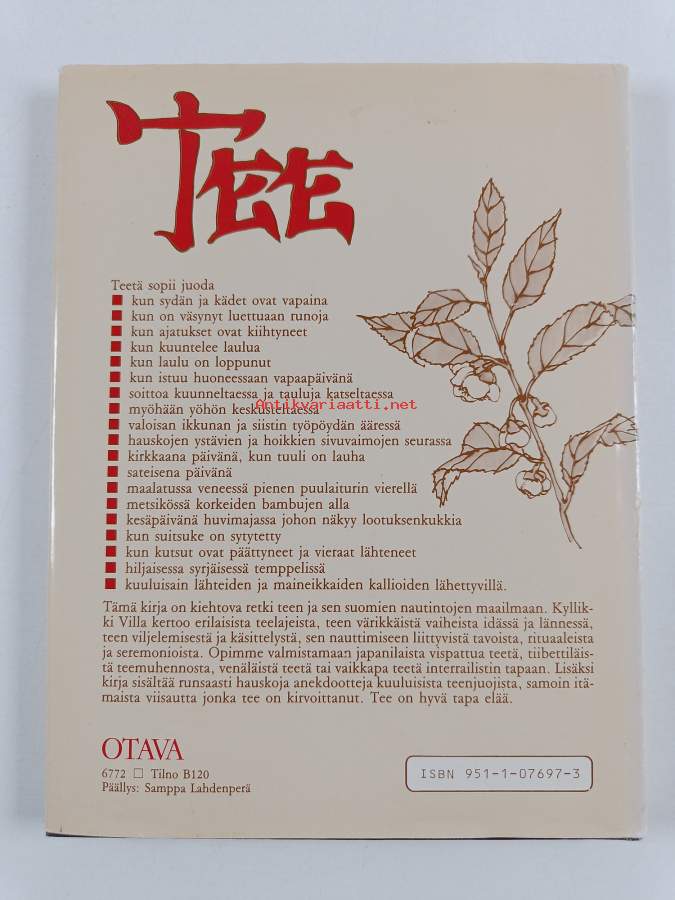 TEE
Teetä sopii juoda
kun sydän ja kädet ovat vapaina
kun on väsynyt luettuaan runoja
kun ajatukset ovat kiihtyneet
kun kuuntelee laulua
kun laulu on loppunut
kun istuu huoneessaan vapaapäivänä
soittoa kuunneltaessa ja tauluja katseltaessa
Antikvariaatti.net
myöhään yöhön keskusteltaessa
valoisan ikkunan ja siistin työpöydän ääressä
hauskojen ystävien ja hoikkien sivuvaimojen seurassa
kirkkaana päivänä, kun tuuli on lauha
sateisena päivänä
maalatussa veneessä pienen puulaiturin vierellä
metsikössä korkeiden bambujen alla
kesäpäivänä huvimajassa johon näkyy lootuksenkukkia
kun suitsuke on sytytetty
kun kutsut ovat päättyneet ja vieraat lähteneet
hiljaisessa syrjäisessä temppelissä
kuuluisain lähteiden ja maineikkaiden kallioiden lähettyvillä.
Tämä kirja on kiehtova retki teen ja sen suomien nautintojen maailmaan. Kyllik-
ki Villa kertoo erilaisista teelajeista, teen värikkäistä vaiheista idässä ja lännessä,
teen viljelemisestä ja käsittelystä, sen nauttimiseen liittyvistä tavoista, rituaaleista
ja seremonioista. Opimme valmistamaan japanilaista vispattua teetä, tiibettiläis-
tä teemuhennosta, venäläistä teetä tai vaikkapa teetä interrailistin tapaan. Lisäksi
kirja sisältää runsaasti hauskoja anekdootteja kuuluisista teenjuojista, samoin itä-
maista viisautta jonka tee on kirvoittanut. Tee on hyvä tapa elää.
OTAVA
6772 □ Tilno B120
Päällys: Samppa Lahdenperä
ISBN 951-1-07697-3